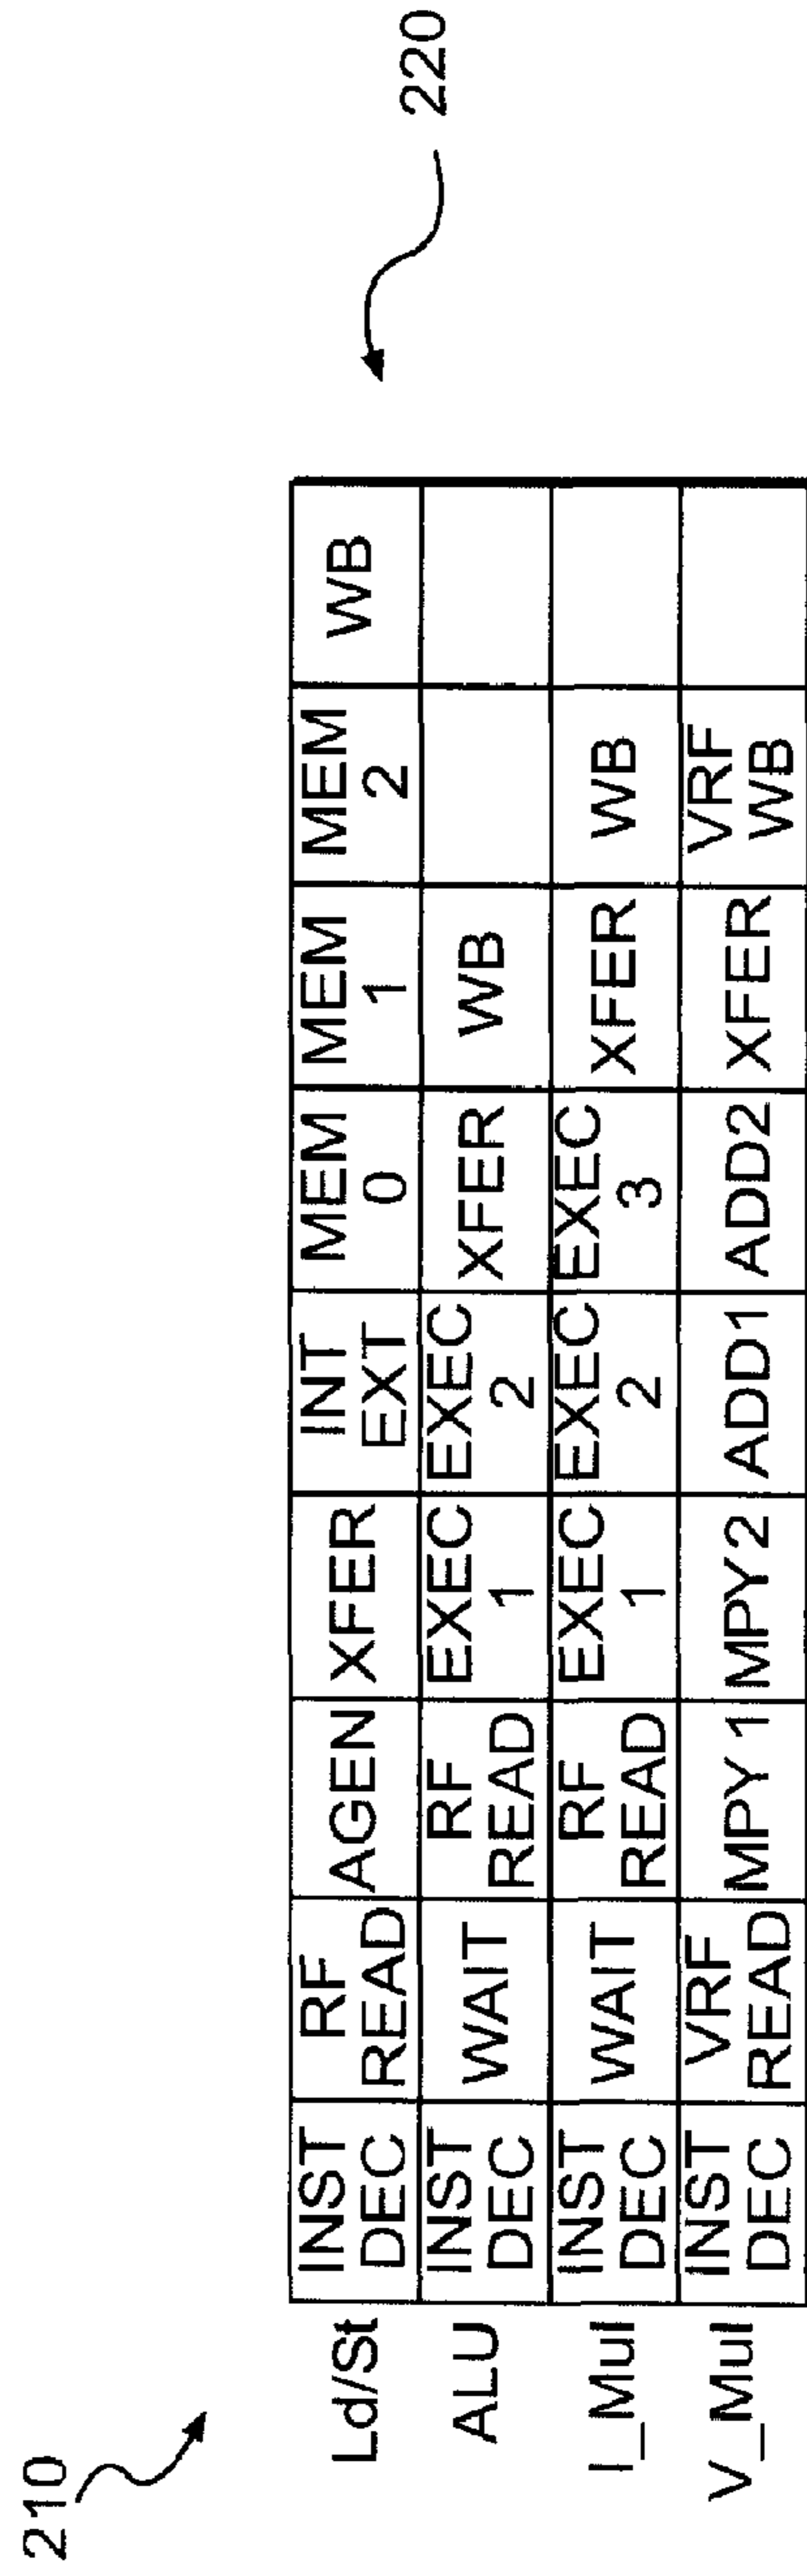 210
220
Ld/St INST DEC RF READ AGEN XFER INT EXT MEM 0 MEM 1 MEM 2 WB
ALU INST DEC WAIT RF READ EXEC 1 EXEC 2 XFER WB
I_Mul INST DEC WAIT RF READ EXEC 1 EXEC 2 EXEC 3 XFER WB
V_Mul INST DEC VRF READ MPY 1 MPY 2 ADD1 ADD2 XFER VRF WB